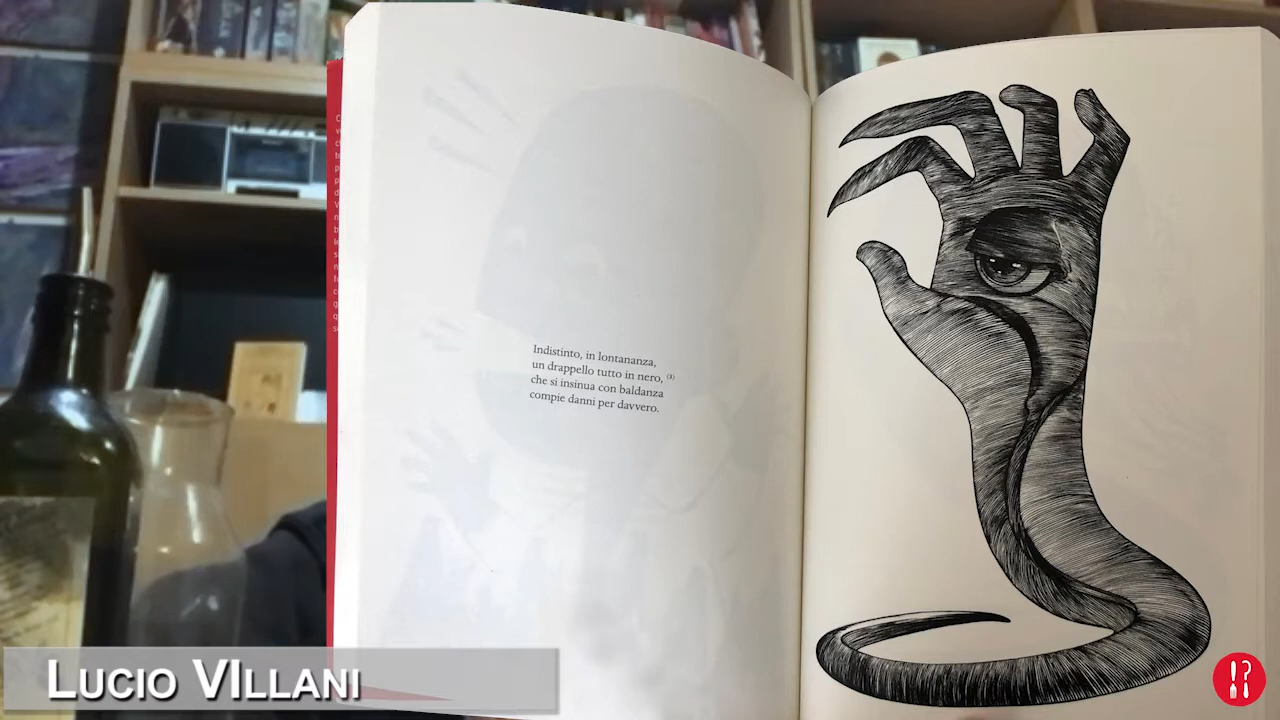 Indistinto, in lontananza,
un drappello tutto in nero, (3)
che si insinua con baldanza
compie danni per davvero.
LUCIO VILLANI